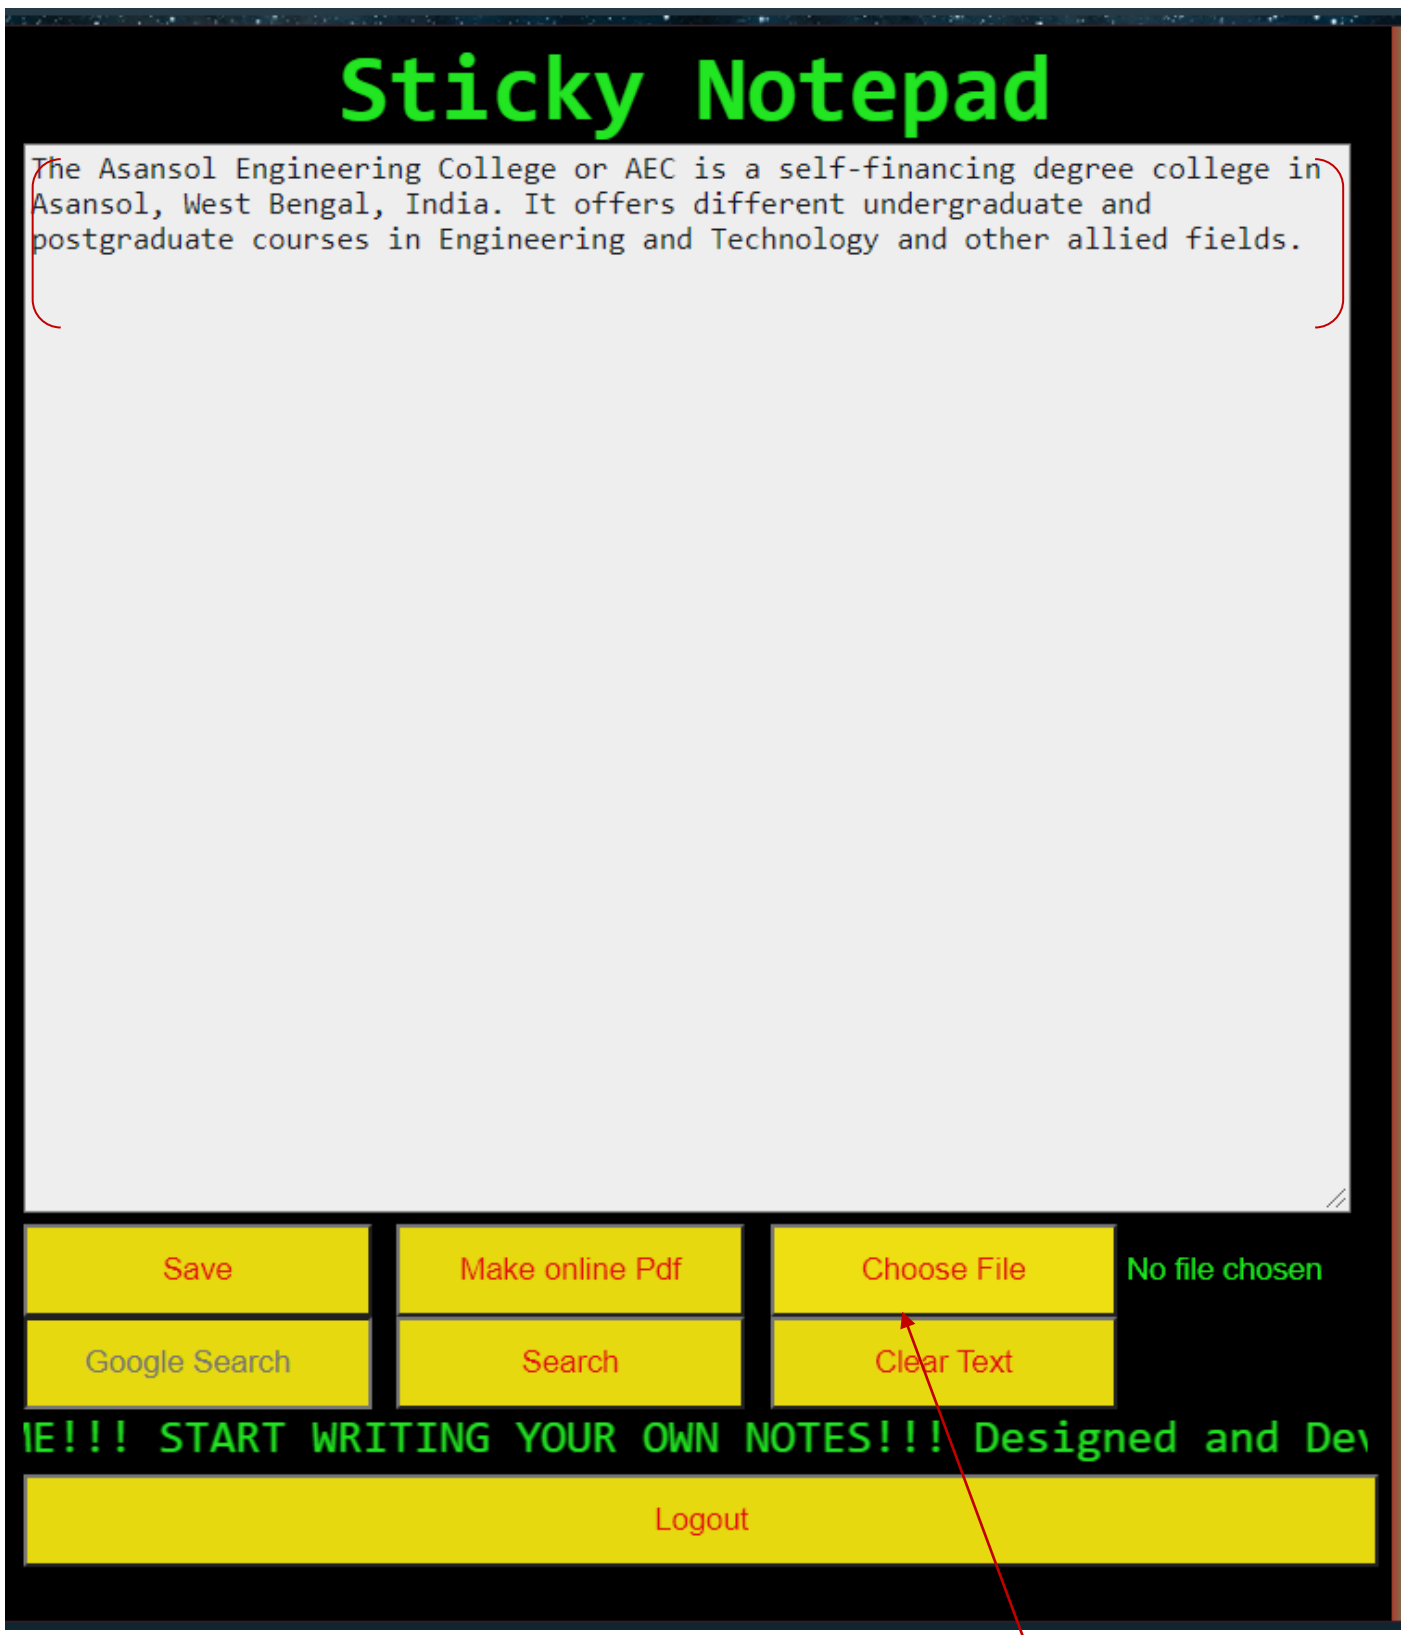 Sticky Notepad
The Asansol Engineering College or AEC is a self-financing degree college in
Asansol, West Bengal, India. It offers different undergraduate and
postgraduate courses in Engineering and Technology and other allied fields.
Save Make online Pdf Choose File No file chosen
Google Search Search Clear Text
ME!!! START WRITING YOUR OWN NOTES!!! Designed and Dev
Logout